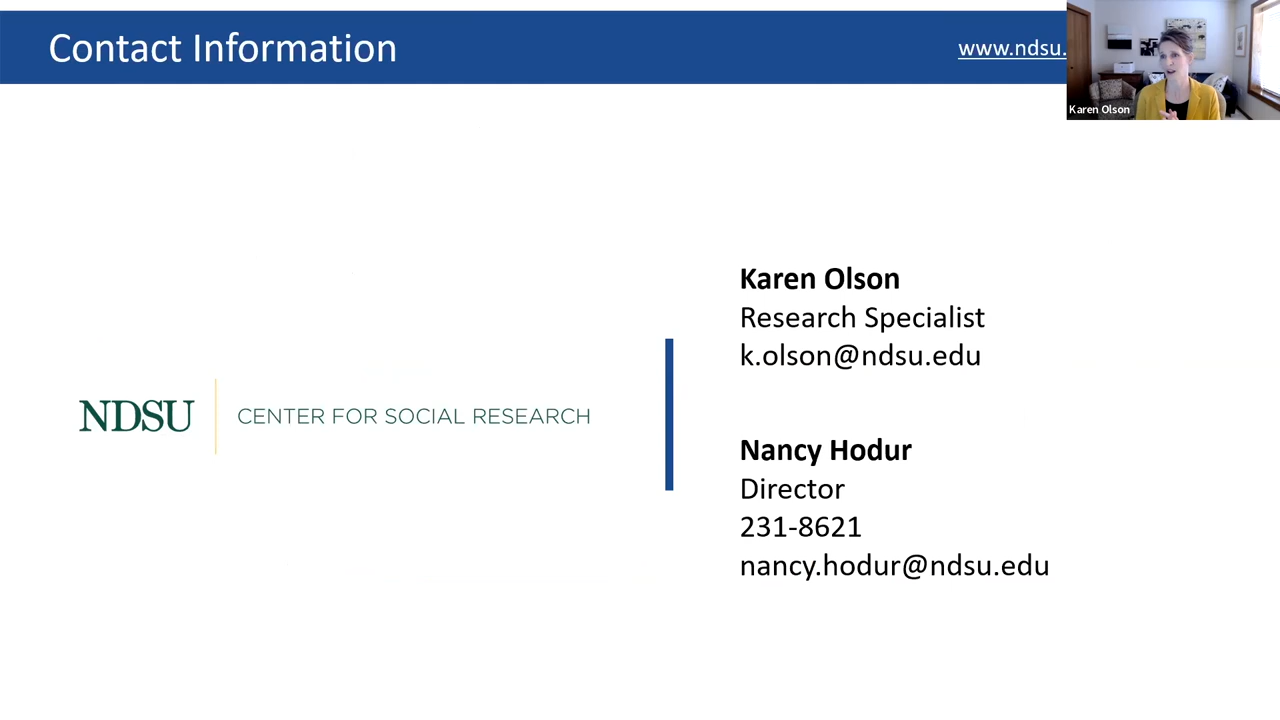 Contact Information
www.ndsu.
Karen Olson
Karen Olson
Research Specialist
k.olson@ndsu.edu
NDSU
CENTER FOR SOCIAL RESEARCH
Nancy Hodur
Director
231-8621
nancy.hodur@ndsu.edu